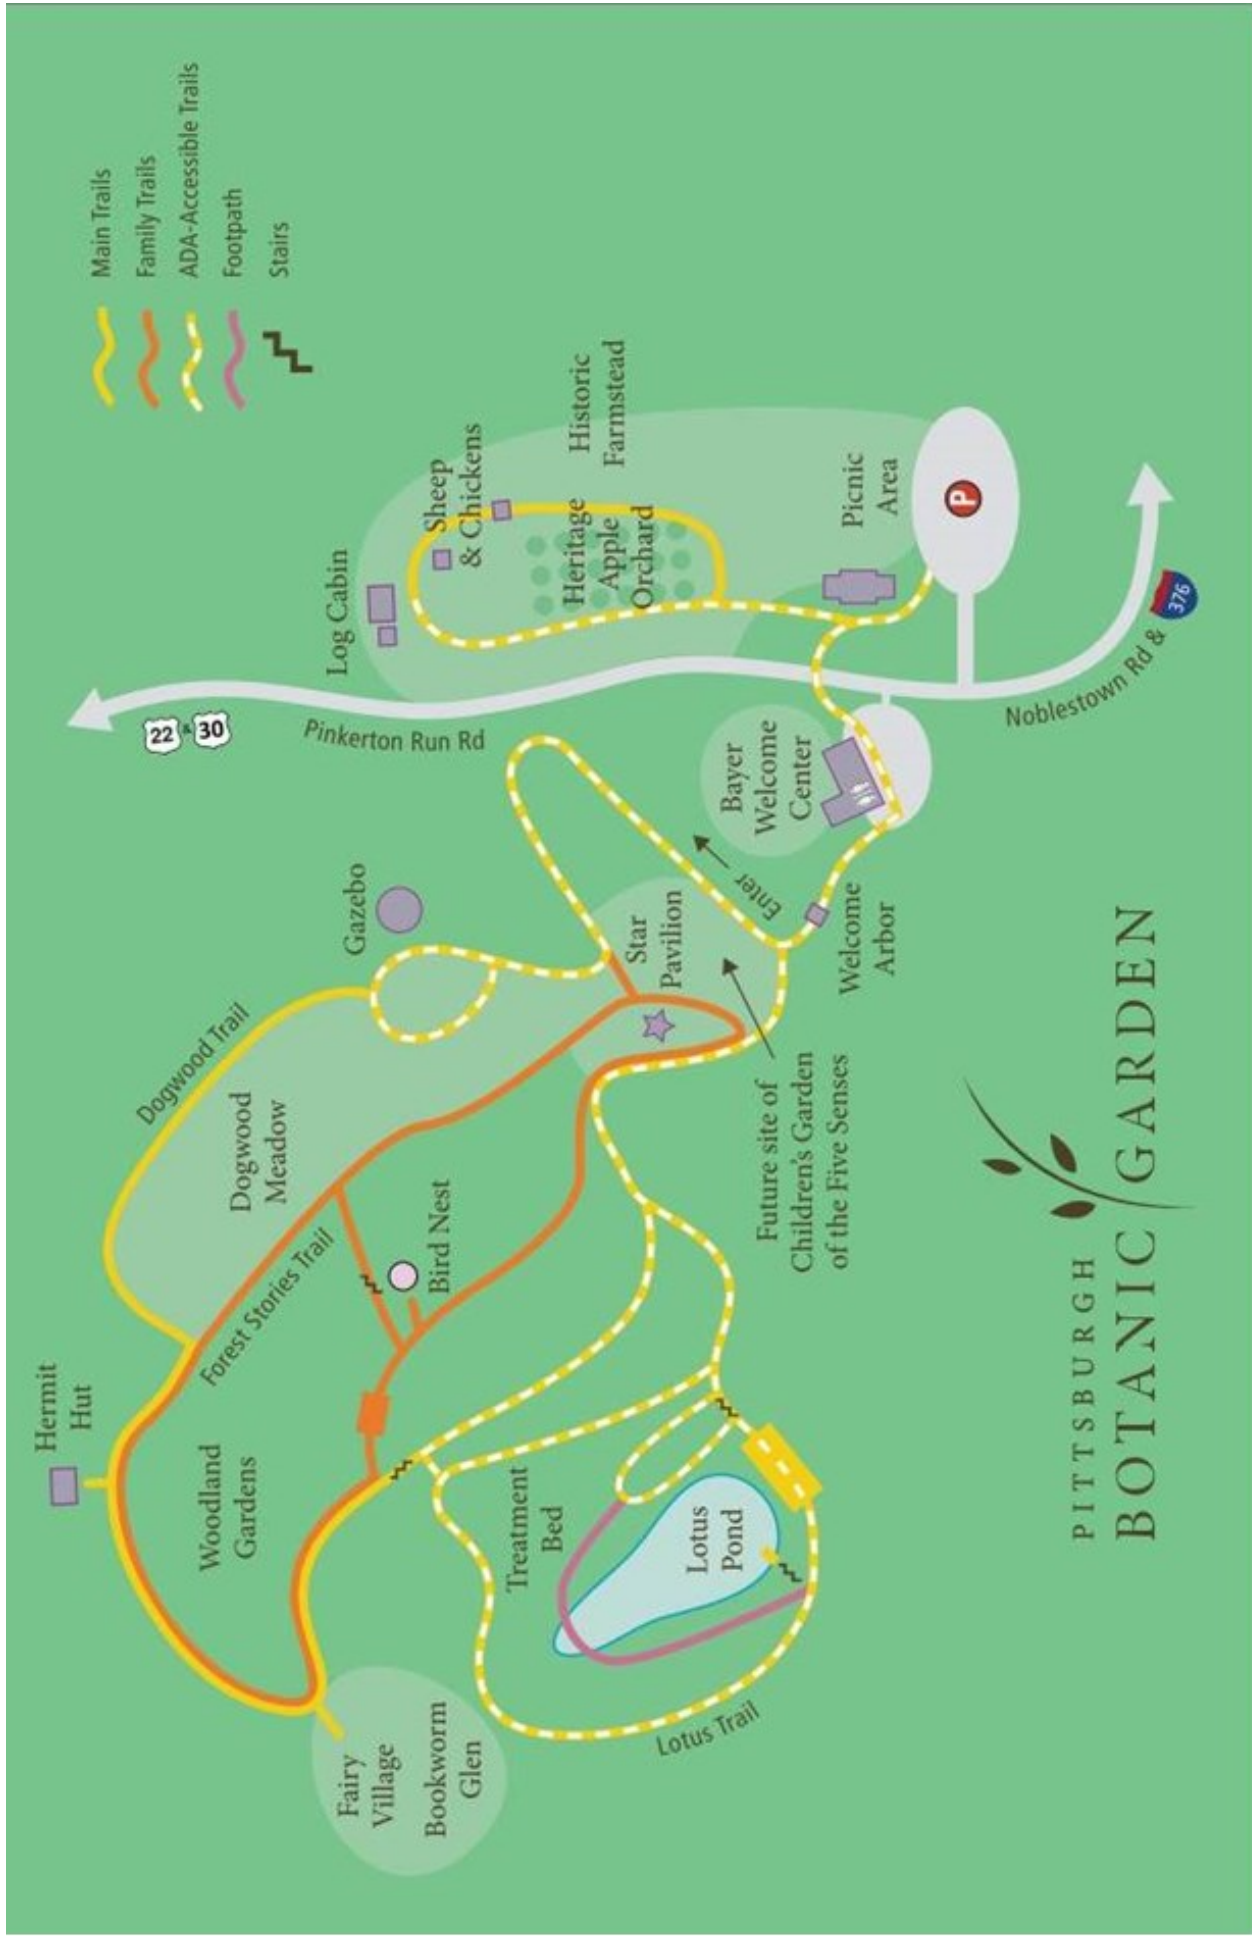 Main Trails
Family Trails
ADA-Accessible Trails
Footpath
Stairs
Hermit
Hut
Woodland
Gardens
Fairy
Village
Bookworm
Glen
Forest Stories Trail
Dogwood Trail
Dogwood
Meadow
Bird Nest
Gazebo
22 & 30
Pinkerton Run Rd
Log Cabin
Sheep
& Chickens
Historic
Farmstead
Heritage
Apple
Orchard
Treatment
Bed
Lotus
Pond
Lotus Trail
Star
Pavilion
Enter
Bayer
Welcome
Center
Welcome
Arbor
Picnic
Area
P
Future site of
Children's Garden
of the Five Senses
Noblestown Rd &
376
PITTSBURGH
BOTANIC GARDEN